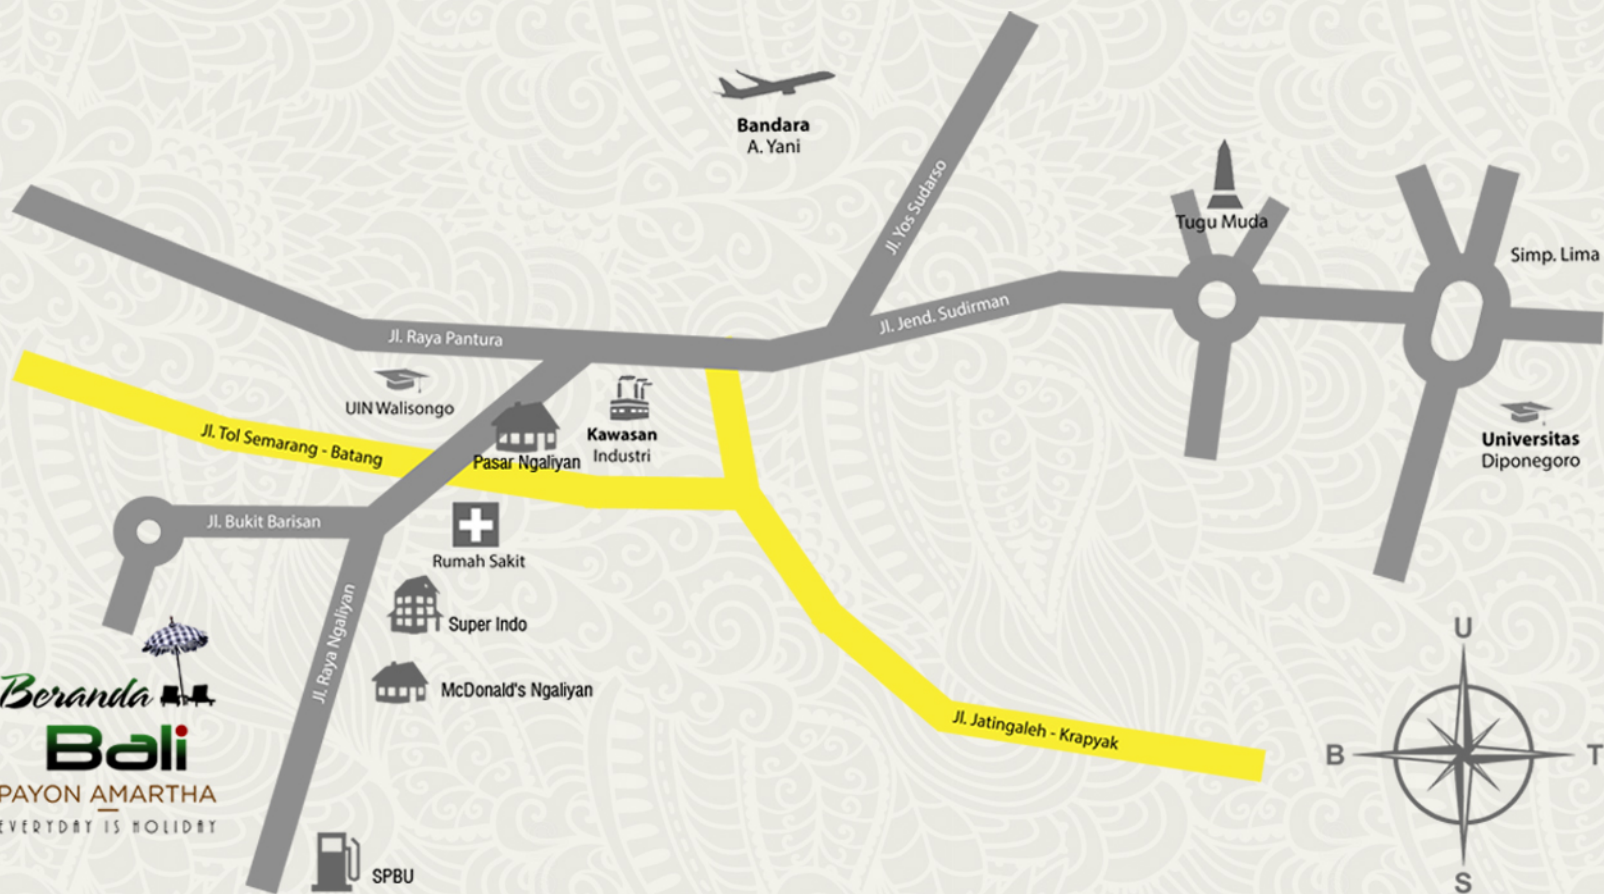 Bandara
A. Yani
Jl. Yos Sudarso
Tugu Muda
Simp. Lima
Jl. Raya Pantura
Jl. Jend. Sudirman
UIN Walisongo
Kawasan
Industri
Jl. Tol Semarang - Batang
Pasar Ngaliyan
Universitas
Diponegoro
Jl. Bukit Barisan
Rumah Sakit
Jl. Raya Ngaliyan
Super Indo
McDonald's Ngaliyan
Beranda
Bali
PAYON AMARTHA
EVERYDAY IS HOLIDAY
Jl. Jatingaleh - Krapyak
SPBU
U
B
T
S